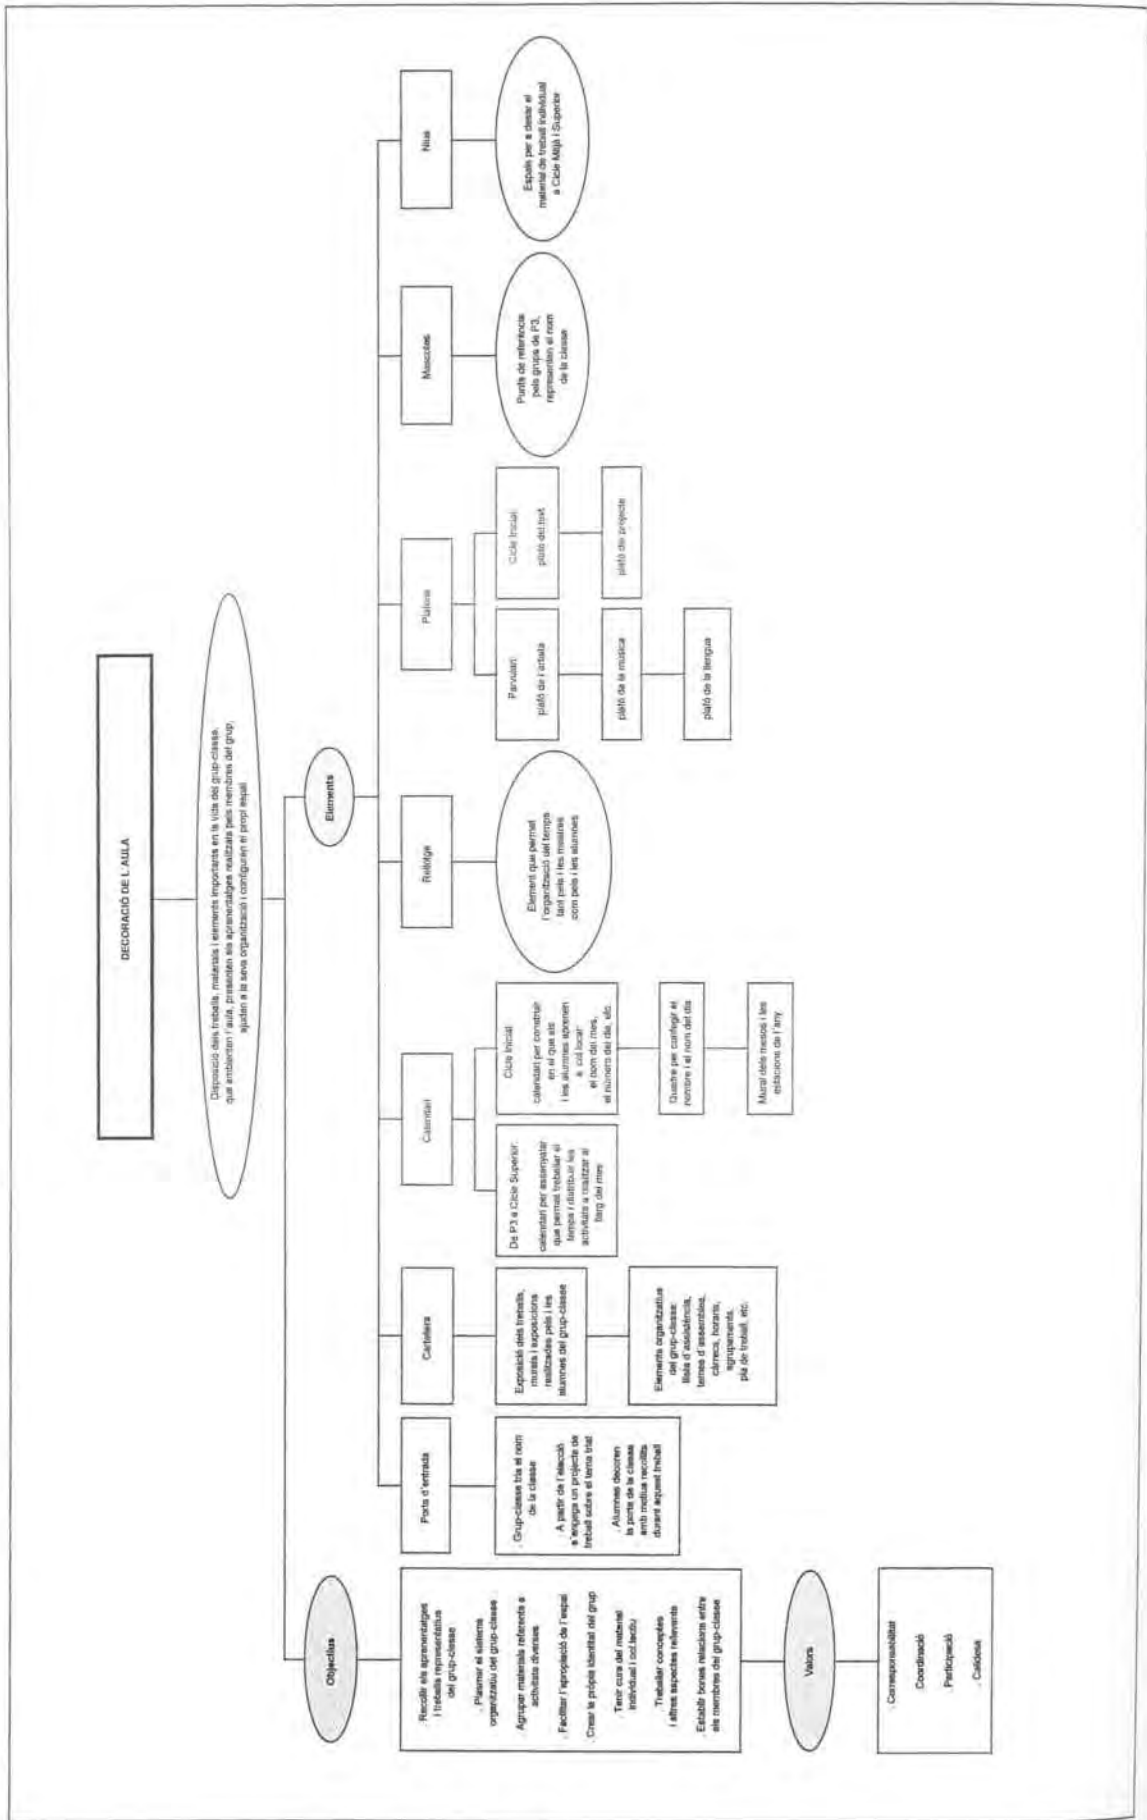 DECORACIÓ DE L'AULA
Disposició dels treballs, materials i elements importants en la vida del grup-classe,
que ambienten l'aula, presenten els aprenentatges realitzats pels membres del grup,
ajuden a la seva organització i configuren el propi espai
Objectius
. Recollir els aprenentatges
i treballs representatius
del grup-classe
. Plasmar el sistema
organitzatiu del grup-classe
. Agrupar materials referents a
activitats diverses
. Facilitar l'apropiació de l'espai
. Crear la pròpia identitat del grup
. Tenir cura del material
individual i col.lectiu
. Treballar conceptes
i altres aspectes rellevants
. Establir bones relacions entre
els membres del grup-classe
Valors
. Corresponsabilitat
Coordinació
. Participació
. Calidesa
Elements
Porta d'entrada
. Grup-classe tria el nom
de la classe
. A partir de l'elecció
s'engega un projecte de
treball sobre el tema triat
. Alumnes decoren
la porta de la classe
amb motius recollits
durant aquest treball
Cartellera
Exposició dels treballs,
murals i exposicions
realitzades pels i les
alumnes del grup-classe
Elements organitzatius
del grup-classe:
llista d'assistència,
temes d'assemblea,
càrrecs, horaris,
agrupaments,
pla de treball, etc.
Calendari
De P3 a Cicle Superior:
calendari per assenyalar
que permet treballar el
temps i distribuir les
activitats a realitzar al
llarg del mes
Cicle Inicial
calendari per construir
en el que els
i les alumnes aprenen
a col.locar
el nom del mes,
el número del dia, etc
Quadre per confegir el
nombre i el nom del dia
Mural dels mesos i les
estacions de l'any
Rellotge
Element que permet
l'organització del temps
tant pels i les mestres
com pels i les alumnes
Plafons
Parvulari
plafó de l'artista
plafó de la música
plafó de la llengua
Cicle Inicial
plafó del text
plafó de projecte
Mascotes
Punts de referència
pels grups de P3,
representen el nom
de la classe
Nius
Espais per a desar el
material de treball individual
a Cicle Mitjà i Superior